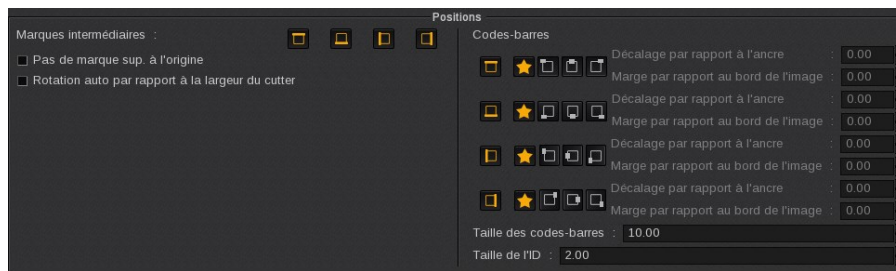 Positions
Marques intermédiaires :
Pas de marque sup. à l'origine
Rotation auto par rapport à la largeur du cutter
Codes-barres
Décalage par rapport à l'ancre : 0.00
Marge par rapport au bord de l'image : 0.00
Décalage par rapport à l'ancre : 0.00
Marge par rapport au bord de l'image : 0.00
Décalage par rapport à l'ancre : 0.00
Marge par rapport au bord de l'image : 0.00
Décalage par rapport à l'ancre : 0.00
Marge par rapport au bord de l'image : 0.00
Taille des codes-barres : 10.00
Taille de l'ID : 2.00